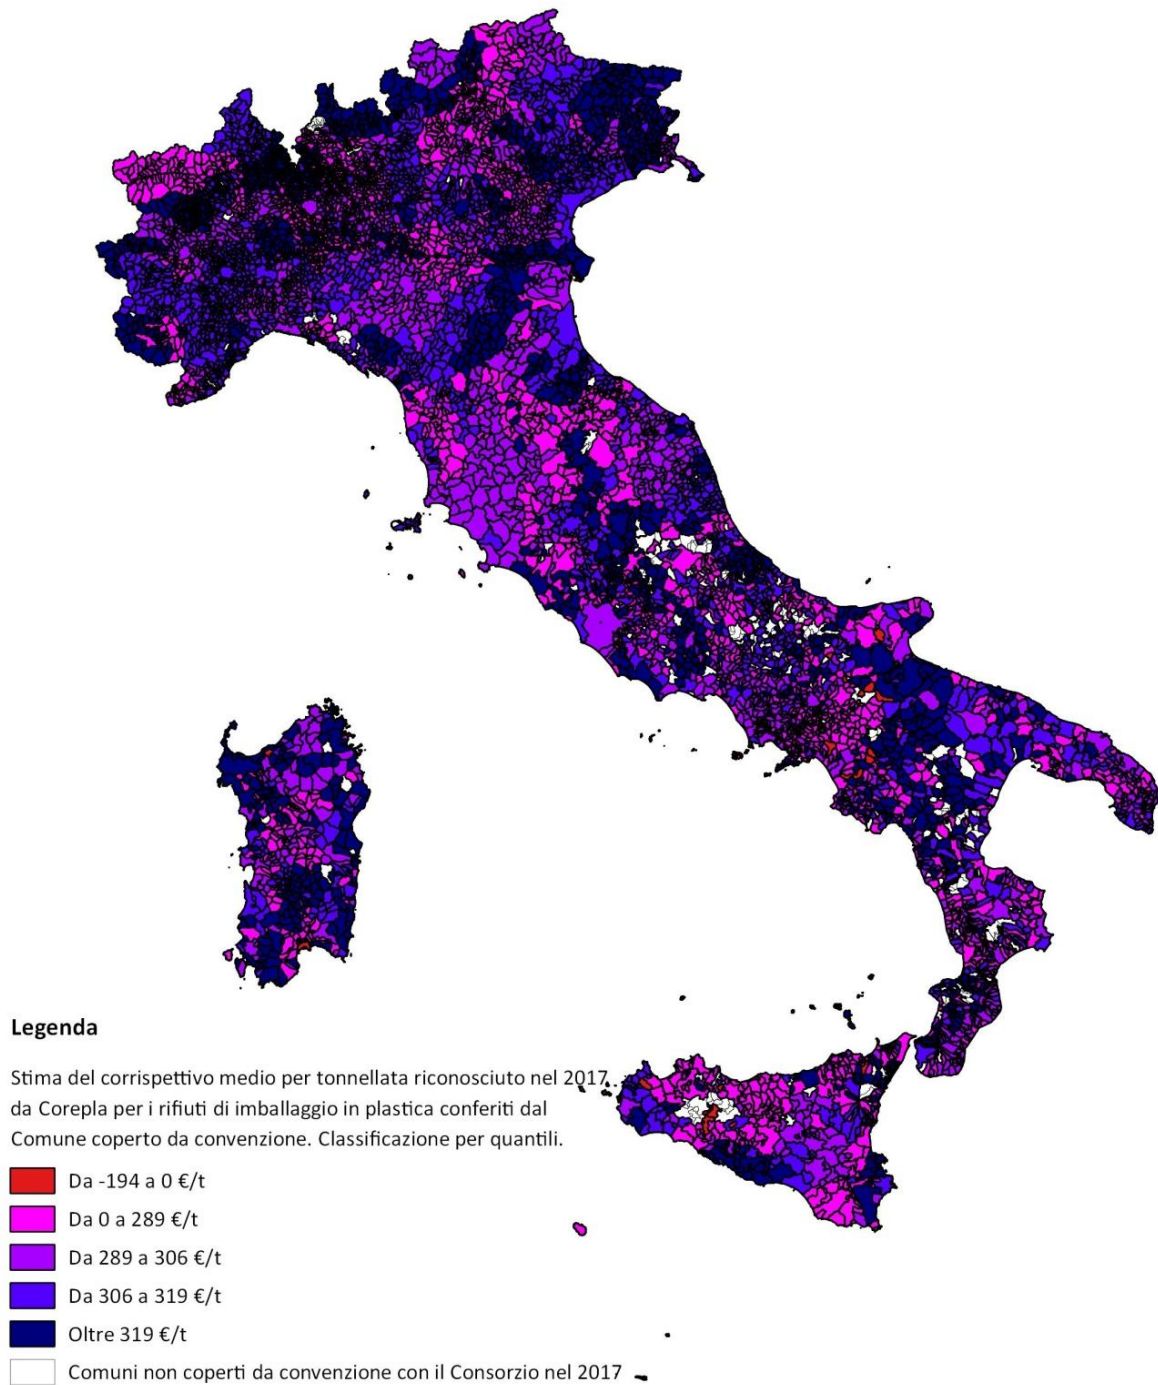 Legenda
Stima del corrispettivo medio per tonnellata riconosciuto nel 2017
da Corepla per i rifiuti di imballaggio in plastica conferiti dal
Comune coperto da convenzione. Classificazione per quantili.
Da -194 a 0 €/t
Da 0 a 289 €/t
Da 289 a 306 €/t
Da 306 a 319 €/t
Oltre 319 €/t
Comuni non coperti da convenzione con il Consorzio nel 2017